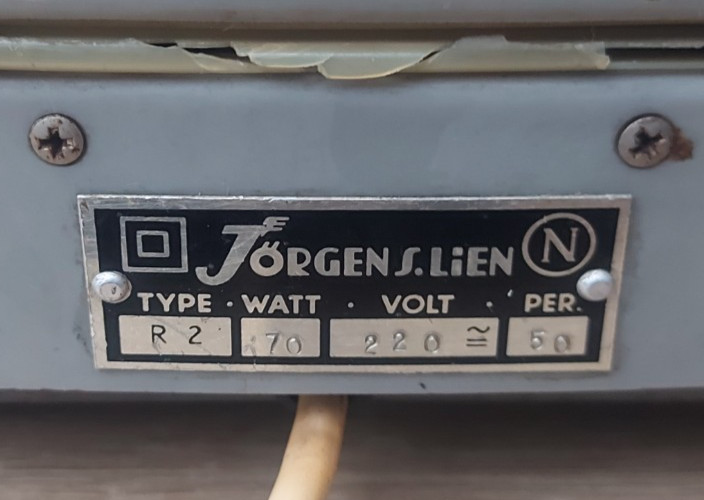 JÖRGEN S. LiEN N
TYPE · WATT · VOLT · PER.
R 2 70 220 ≂ 50